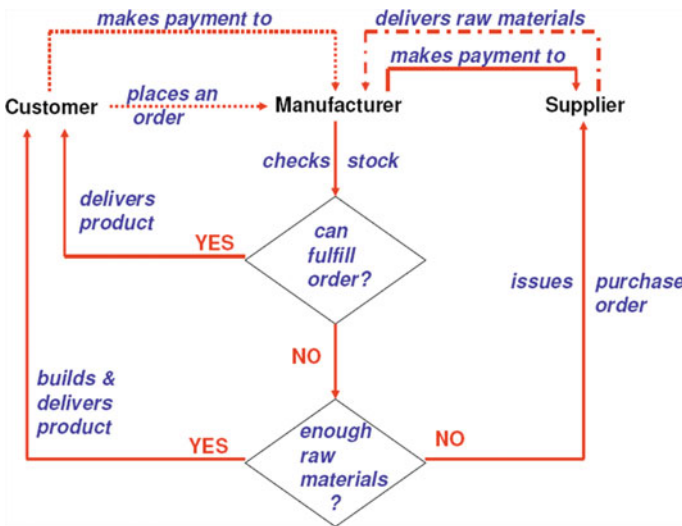 makes payment to
delivers raw materials
makes payment to
Customer
places an
order
Manufacturer
Supplier
checks stock
delivers
product
YES
can
fulfill
order?
issues purchase
order
NO
builds &
delivers
product
YES
enough
raw
materials
?
NO